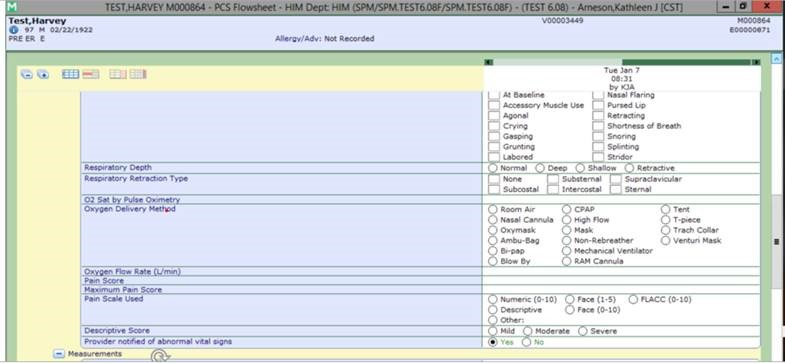 TEST,HARVEY M000864 - PCS Flowsheet - HIM Dept: HIM (SPM/SPM.TEST6.08F/SPM.TEST6.08F) - (TEST 6.08) - Arneson,Kathleen J [CST]
Test,Harvey V00003449 M000864
97 M 02/22/1922 E00000871
PRE ER E Allergy/Adv: Not Recorded
Tue Jan 7
08:31
by KJA
At Baseline Nasal Flaring
Accessory Muscle Use Pursed Lip
Agonal Retracting
Crying Shortness of Breath
Gasping Snoring
Grunting Splinting
Labored Stridor
Respiratory Depth Normal Deep Shallow Retractive
Respiratory Retraction Type None Substernal Supraclavicular
Subcostal Intercostal Sternal
O2 Sat by Pulse Oximetry
Oxygen Delivery Method Room Air CPAP Tent
Nasal Cannula High Flow T-piece
Oxymask Mask Trach Collar
Ambu-Bag Non-Rebreather Venturi Mask
Bi-pap Mechanical Ventilator
Blow By RAM Cannula
Oxygen Flow Rate (L/min)
Pain Score
Maximum Pain Score
Pain Scale Used Numeric (0-10) Face (1-5) FLACC (0-10)
Descriptive Face (0-10)
Other:
Descriptive Score Mild Moderate Severe
Provider notified of abnormal vital signs Yes No
Measurements